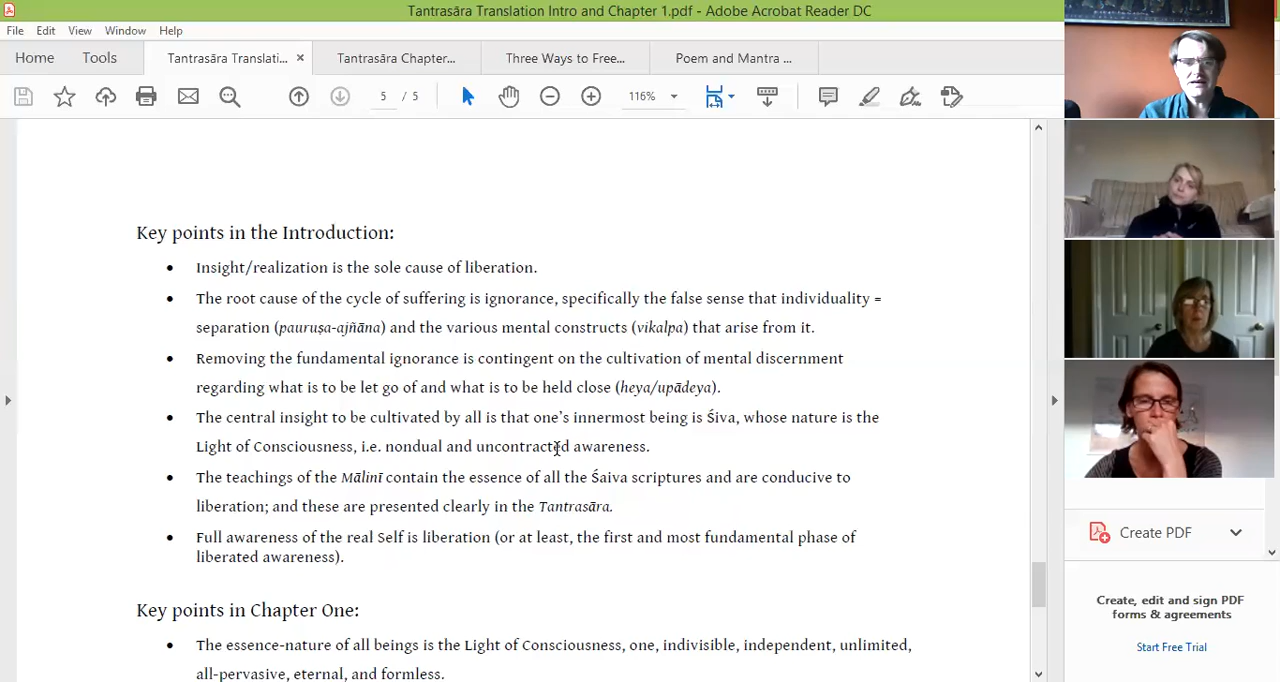 Tantrasāra Translation Intro and Chapter 1.pdf - Adobe Acrobat Reader DC
File Edit View Window Help
Home Tools Tantrasāra Translati... × Tantrasāra Chapter... Three Ways to Free... Poem and Mantra ...
5 / 5 116%
Key points in the Introduction:
• Insight/realization is the sole cause of liberation.
• The root cause of the cycle of suffering is ignorance, specifically the false sense that individuality =
separation (pauruṣa-ajñāna) and the various mental constructs (vikalpa) that arise from it.
• Removing the fundamental ignorance is contingent on the cultivation of mental discernment
regarding what is to be let go of and what is to be held close (heya/upādeya).
• The central insight to be cultivated by all is that one's innermost being is Śiva, whose nature is the
Light of Consciousness, i.e. nondual and uncontracted awareness.
• The teachings of the Mālinī contain the essence of all the Śaiva scriptures and are conducive to
liberation; and these are presented clearly in the Tantrasāra.
• Full awareness of the real Self is liberation (or at least, the first and most fundamental phase of
liberated awareness).
Key points in Chapter One:
• The essence-nature of all beings is the Light of Consciousness, one, indivisible, independent, unlimited,
all-pervasive, eternal, and formless.
Create PDF
Create, edit and sign PDF
forms & agreements
Start Free Trial